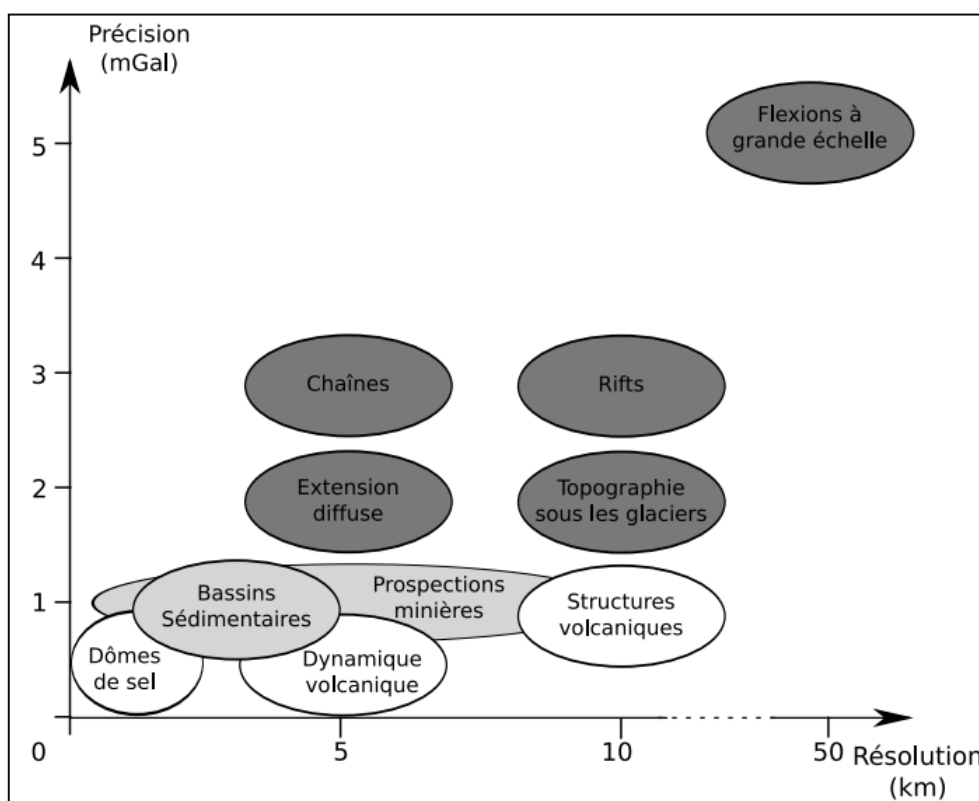 Précision
(mGal)
Flexions à
grande échelle
5
4
3
Chaînes
Rifts
2
Extension
diffuse
Topographie
sous les glaciers
1
Bassins
Sédimentaires
Prospections
minières
Structures
volcaniques
Dômes
de sel
Dynamique
volcanique
0
5
10
50
Résolution
(km)